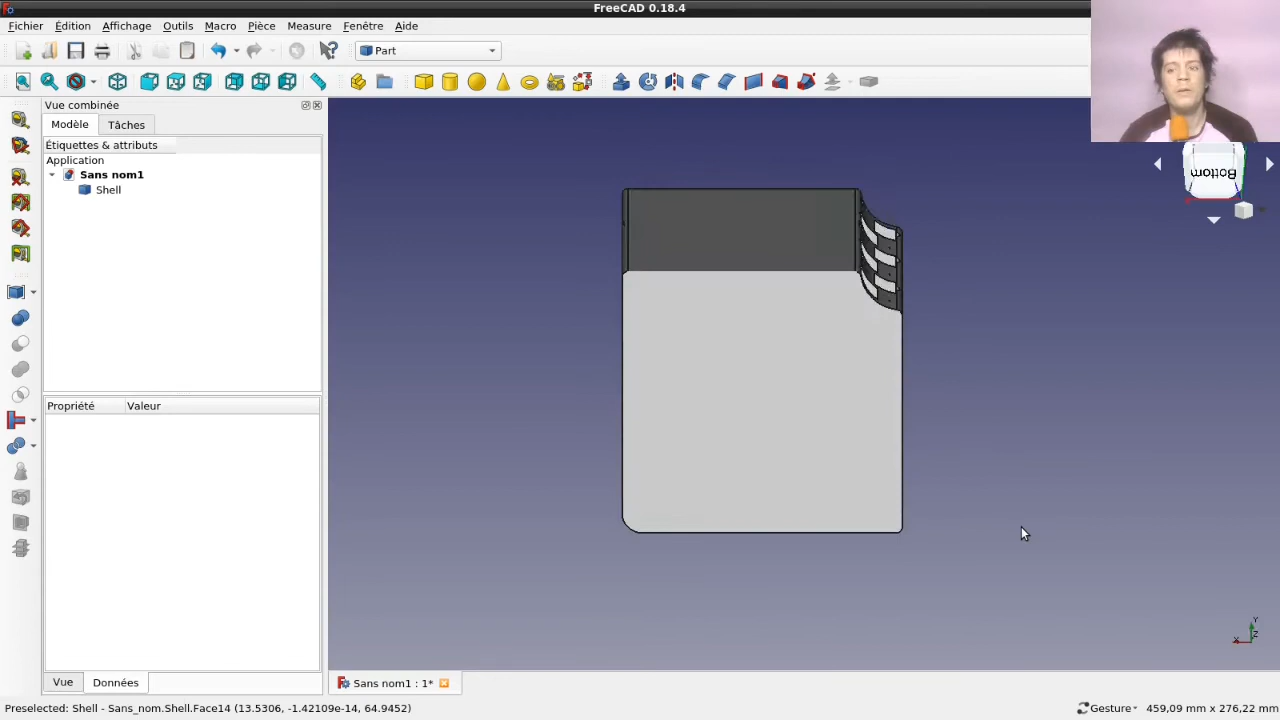 FreeCAD 0.18.4
Fichier Édition Affichage Outils Macro Pièce Measure Fenêtre Aide
Part
Vue combinée
Modèle Tâches
Étiquettes & attributs
Application
Sans nom1
Shell
Propriété Valeur
Bottom
Y
Z
X
Vue Données
Sans nom1 : 1*
Preselected: Shell - Sans_nom.Shell.Face14 (13.5306, -1.42109e-14, 64.9452)
Gesture 459,09 mm x 276,22 mm